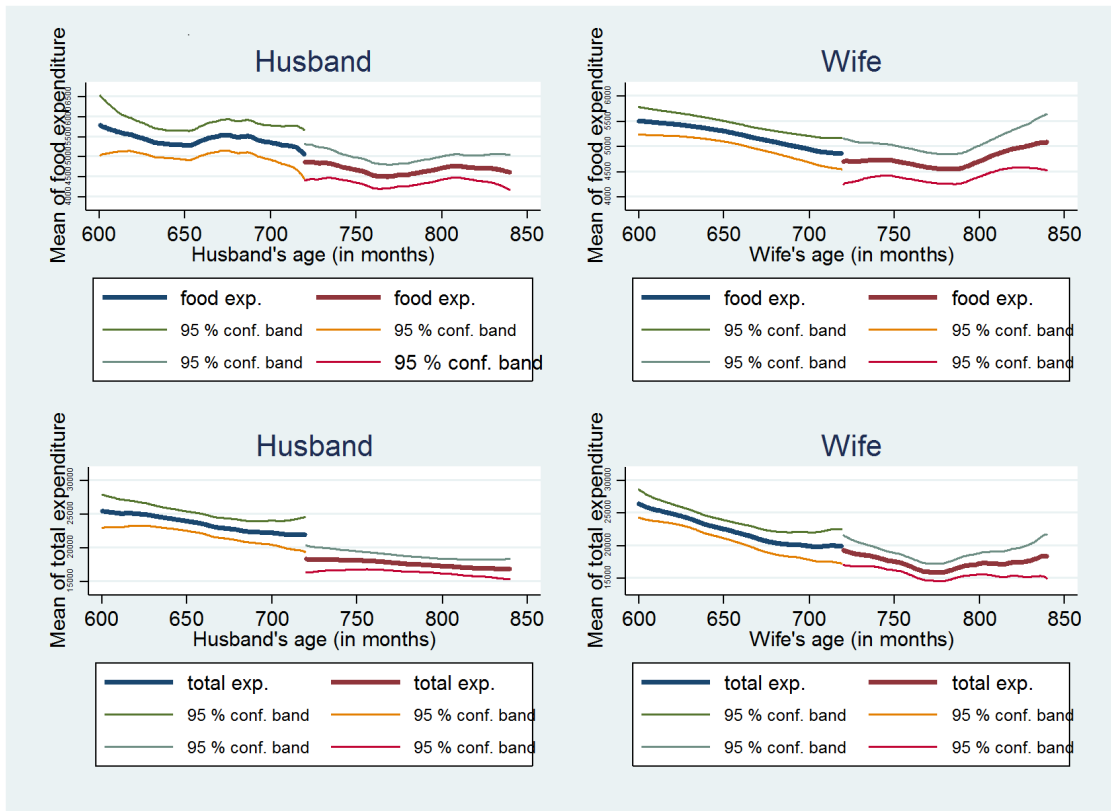 Husband
Mean of food expenditure
4000 4500 5000 5500 6000 6500
600 650 700 750 800 850
Husband's age (in months)
food exp. food exp.
95 % conf. band 95 % conf. band
95 % conf. band 95 % conf. band
Wife
Mean of food expenditure
4000 4500 5000 5500 6000
600 650 700 750 800 850
Wife's age (in months)
food exp. food exp.
95 % conf. band 95 % conf. band
95 % conf. band 95 % conf. band
Husband
Mean of total expenditure
15000 20000 25000 30000
600 650 700 750 800 850
Husband's age (in months)
total exp. total exp.
95 % conf. band 95 % conf. band
95 % conf. band 95 % conf. band
Wife
Mean of total expenditure
15000 20000 25000 30000
600 650 700 750 800 850
Wife's age (in months)
total exp. total exp.
95 % conf. band 95 % conf. band
95 % conf. band 95 % conf. band